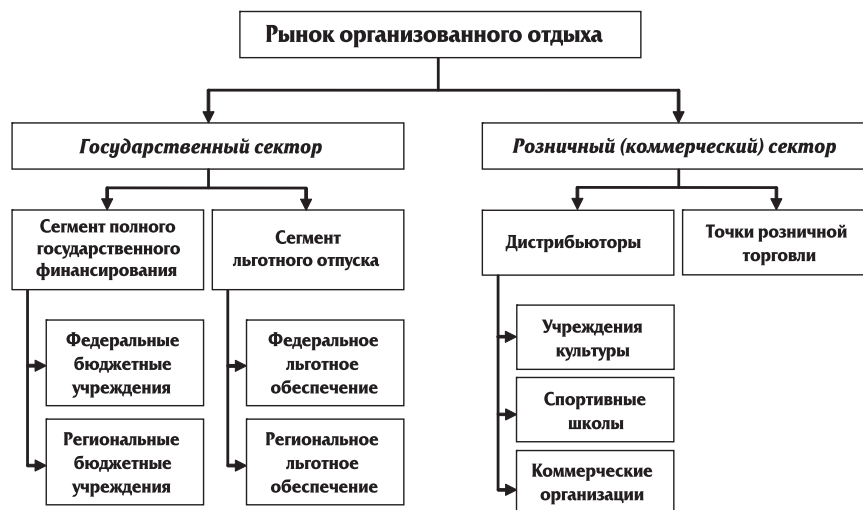 Рынок организованного отдыха
Государственный сектор
Розничный (коммерческий) сектор
Сегмент полного
государственного
финансирования
Сегмент
льготного отпуска
Дистрибьюторы
Точки розничной
торговли
Федеральные
бюджетные
учреждения
Федеральное
льготное
обеспечение
Учреждения
культуры
Спортивные
школы
Региональные
бюджетные
учреждения
Региональное
льготное
обеспечение
Коммерческие
организации